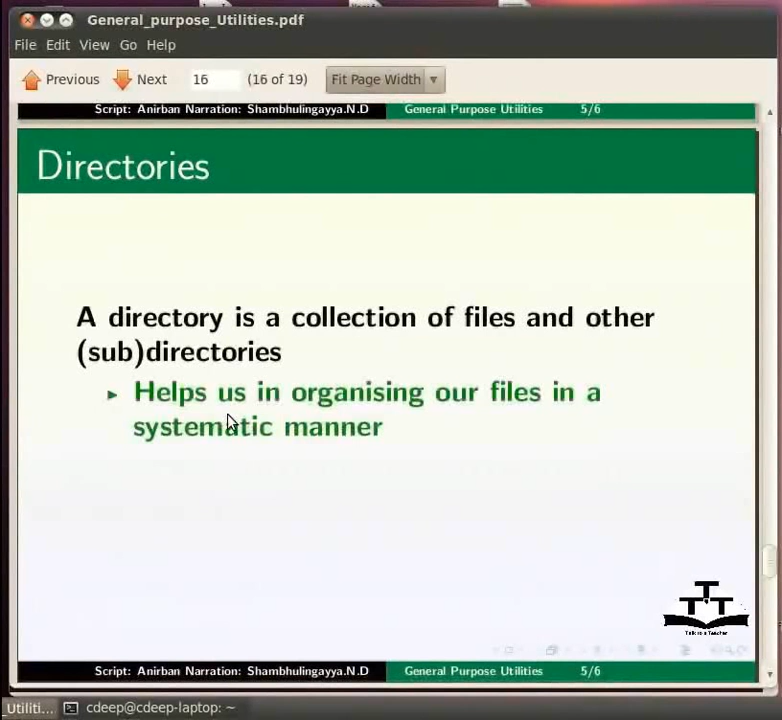 General_purpose_Utilities.pdf
File Edit View Go Help
Previous Next 16 (16 of 19) Fit Page Width
Script: Anirban Narration: Shambhulingayya.N.D General Purpose Utilities 5/6
Directories
A directory is a collection of files and other
(sub)directories
Helps us in organising our files in a
systematic manner
T T T
Talk to a Teacher
Script: Anirban Narration: Shambhulingayya.N.D General Purpose Utilities 5/6
Utiliti... cdeep@cdeep-laptop: ~